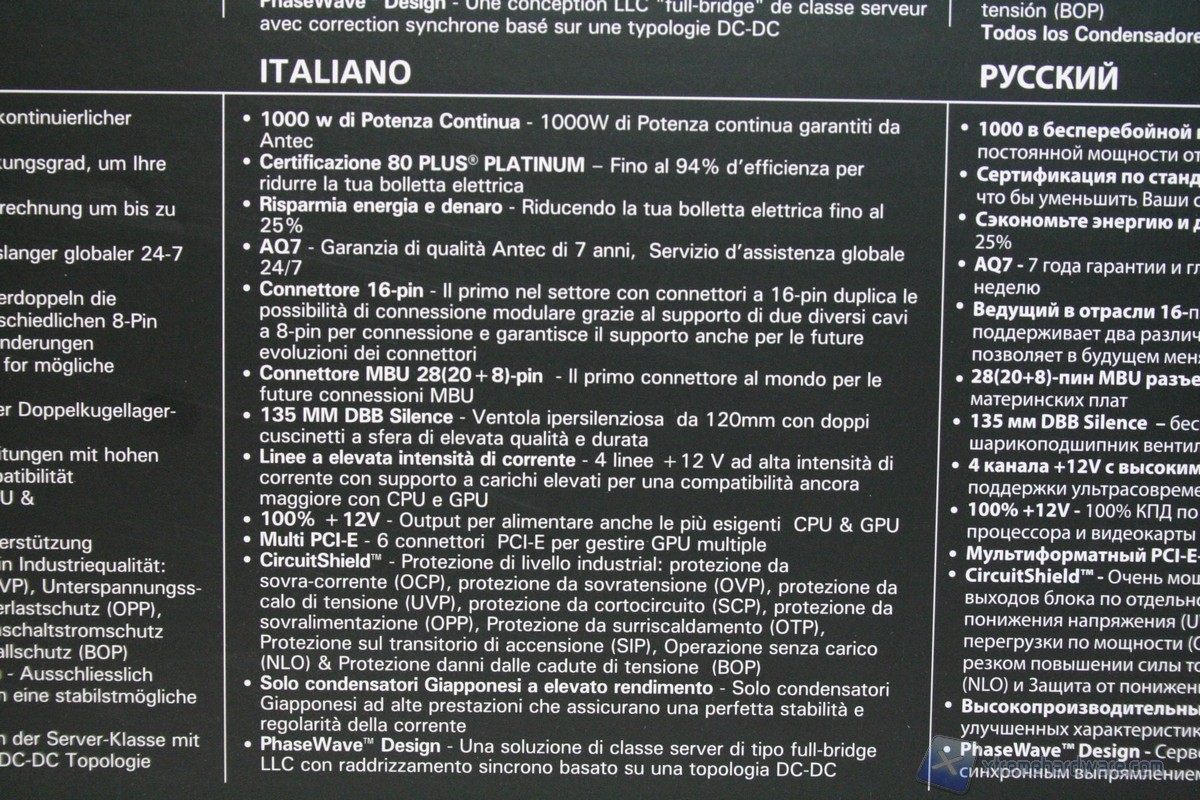 PhaseWave™ Design - Une conception LLC "full-bridge" de classe serveur
avec correction synchrone basé sur une typologie DC-DC
tensión (BOP)
Todos los Condensadore
kontinuierlicher
kungsgrad, um Ihre
rechnung um bis zu
slanger globaler 24-7
erdoppeln die
schiedlichen 8-Pin
nderungen
for mögliche
er Doppelkugellager-
itungen mit hohen
patibilität
U &
erstützung
in Industriequalität:
VP), Unterspannungss-
erlastschutz (OPP),
schaltstromschutz
allschutz (BOP)
- Ausschliesslich
n eine stabilstmögliche
n der Server-Klasse mit
DC-DC Topologie
ITALIANO
• 1000 w di Potenza Continua - 1000W di Potenza continua garantiti da
Antec
• Certificazione 80 PLUS® PLATINUM – Fino al 94% d'efficienza per
ridurre la tua bolletta elettrica
• Risparmia energia e denaro - Riducendo la tua bolletta elettrica fino al
25%
• AQ7 - Garanzia di qualità Antec di 7 anni, Servizio d'assistenza globale
24/7
• Connettore 16-pin - Il primo nel settore con connettori a 16-pin duplica le
possibilità di connessione modulare grazie al supporto di due diversi cavi
a 8-pin per connessione e garantisce il supporto anche per le future
evoluzioni dei connettori
• Connettore MBU 28(20+8)-pin - Il primo connettore al mondo per le
future connessioni MBU
• 135 MM DBB Silence - Ventola ipersilenziosa da 120mm con doppi
cuscinetti a sfera di elevata qualità e durata
• Linee a elevata intensità di corrente - 4 linee +12 V ad alta intensità di
corrente con supporto a carichi elevati per una compatibilità ancora
maggiore con CPU e GPU
• 100% +12V - Output per alimentare anche le più esigenti CPU & GPU
• Multi PCI-E - 6 connettori PCI-E per gestire GPU multiple
• CircuitShield™ - Protezione di livello industrial: protezione da
sovra-corrente (OCP), protezione da sovratensione (OVP), protezione da
calo di tensione (UVP), protezione da cortocircuito (SCP), protezione da
sovralimentazione (OPP), Protezione da surriscaldamento (OTP),
Protezione sul transitorio di accensione (SIP), Operazione senza carico
(NLO) & Protezione danni dalle cadute di tensione (BOP)
• Solo condensatori Giapponesi a elevato rendimento - Solo condensatori
Giapponesi ad alte prestazioni che assicurano una perfetta stabilità e
regolarità della corrente
• PhaseWave™ Design - Una soluzione di classe server di tipo full-bridge
LLC con raddrizzamento sincrono basato su una topologia DC-DC
РУССКИЙ
• 1000 в бесперебойной
постоянной мощности от
• Сертификация по станд
что бы уменьшить Ваши с
• Сэкономьте энергию и д
25%
• AQ7 - 7 года гарантии и гл
неделю
• Ведущий в отрасли 16-п
поддерживает два различ
позволяет в будущем мен
• 28(20+8)-пин MBU разъе
материнских плат
• 135 мм DBB Silence – бес
шарикоподшипник вентил
• 4 канала +12V с высоким
поддержки ультрасовреме
• 100% +12V - 100% КПД по
процессора и видеокарты
• Мультиформатный PCI-E-
• CircuitShield™ - Очень мощ
выходов блока по отдельно
понижения напряжения (U
перегрузки по мощности (О
резком повышении силы то
(NLO) и Защита от понижен
• Высокопроизводительны
улучшенных характеристик
• PhaseWave™ Design - Серв
синхронным выпрямлением
xtremehardware.com